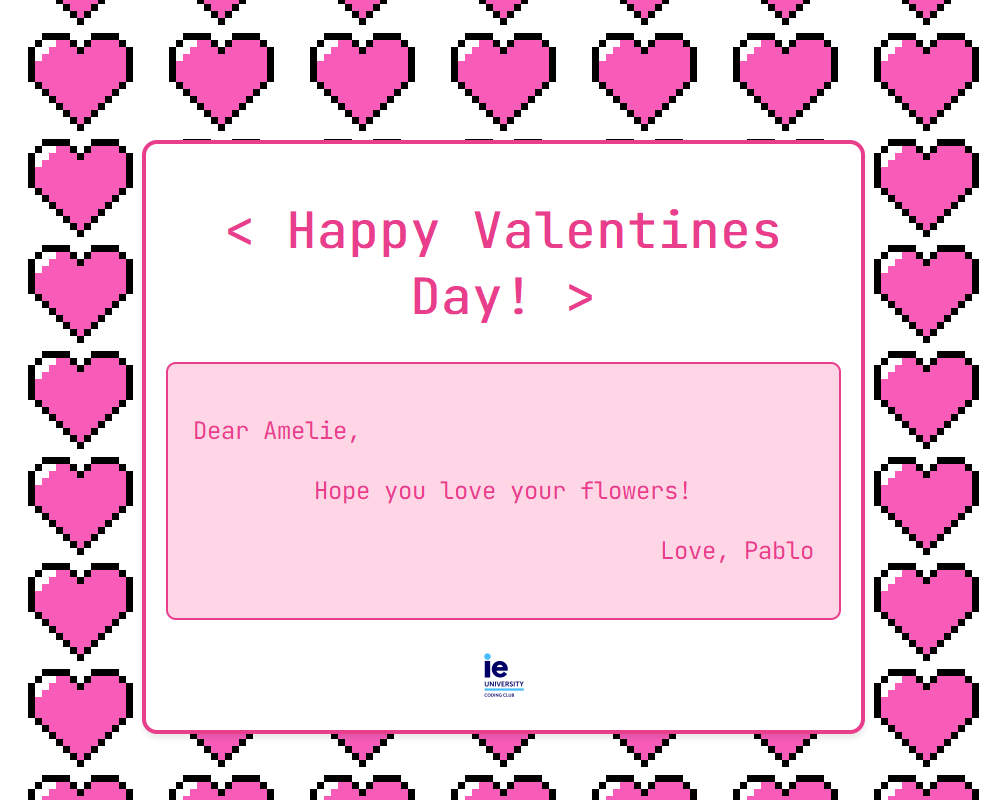 < Happy Valentines
Day! >
Dear Amelie,
Hope you love your flowers!
Love, Pablo
ie
UNIVERSITY
CODING CLUB